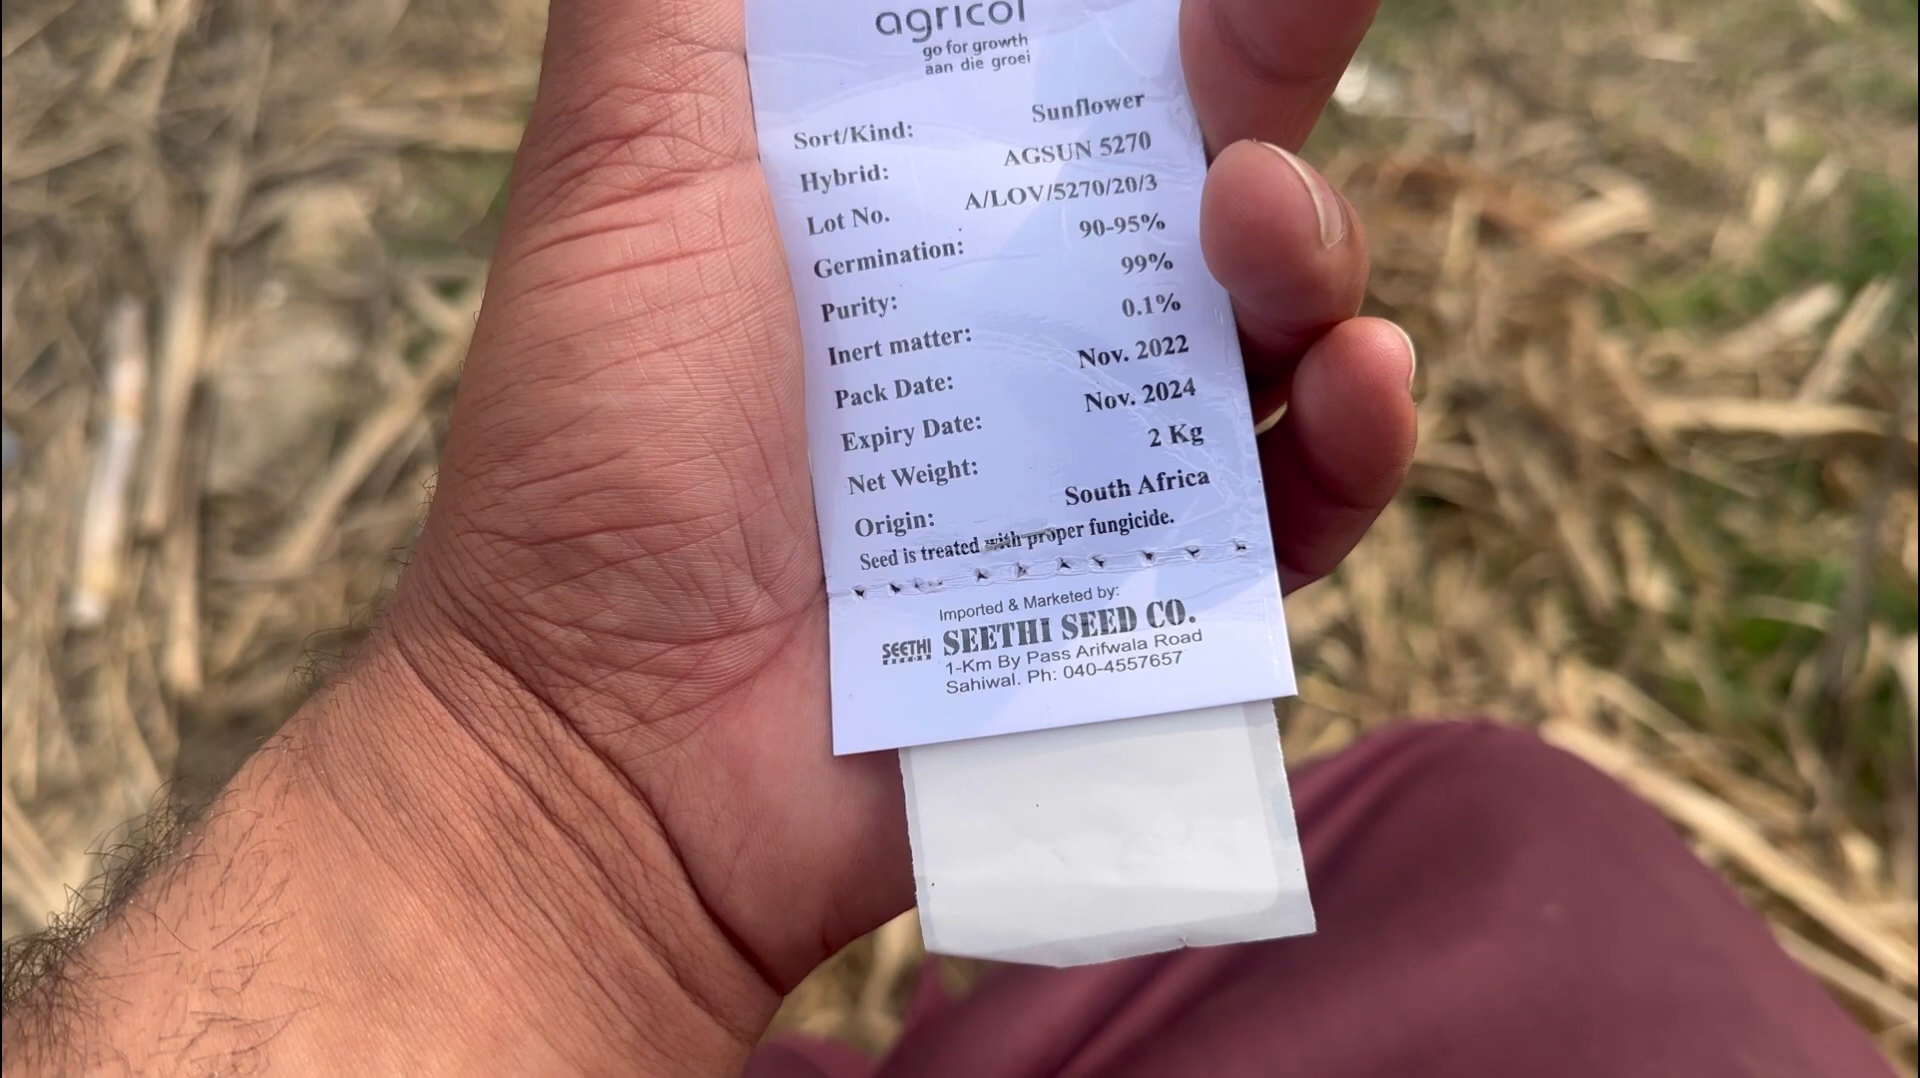 agricol
go for growth
aan die groei
Sort/Kind: Sunflower
Hybrid: AGSUN 5270
Lot No. A/LOV/5270/20/3
Germination: 90-95%
Purity: 99%
Inert matter: 0.1%
Pack Date: Nov. 2022
Expiry Date: Nov. 2024
Net Weight: 2 Kg
Origin: South Africa
Seed is treated with proper fungicide.
Imported & Marketed by:
SEETHI SEEDS SEETHI SEED CO.
1-Km By Pass Arifwala Road
Sahiwal. Ph: 040-4557657